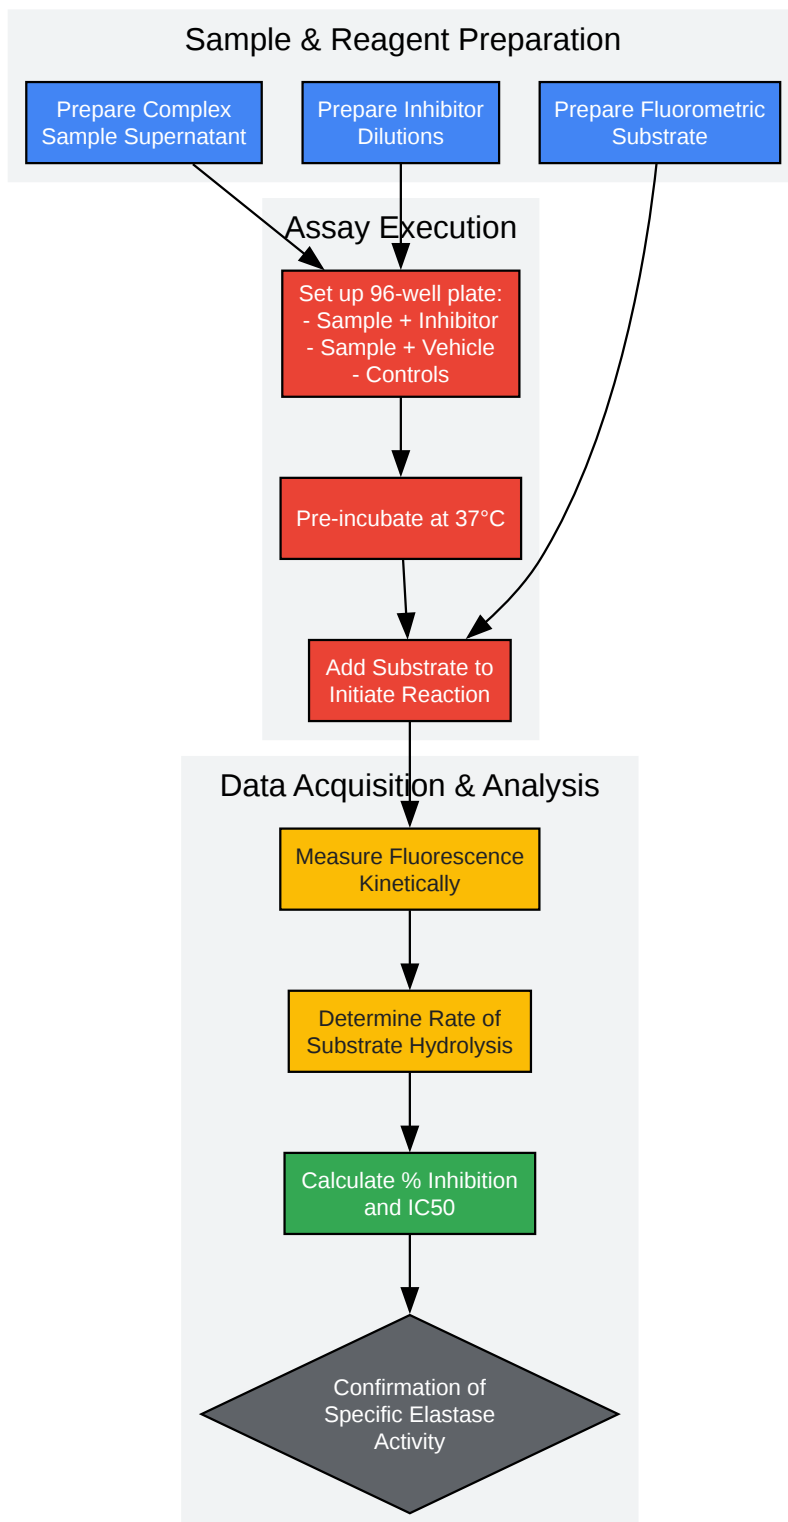 Sample & Reagent Preparation
Prepare Complex
Sample Supernatant
Prepare Inhibitor
Dilutions
Prepare Fluorometric
Substrate
Assay Execution
Set up 96-well plate:
- Sample + Inhibitor
- Sample + Vehicle
- Controls
Pre-incubate at 37°C
Add Substrate to
Initiate Reaction
Data Acquisition & Analysis
Measure Fluorescence
Kinetically
Determine Rate of
Substrate Hydrolysis
Calculate % Inhibition
and IC50
Confirmation of
Specific Elastase
Activity